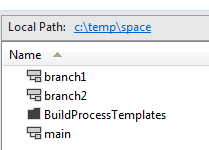 Local Path: c:\temp\space
Name
branch1
branch2
BuildProcessTemplates
main